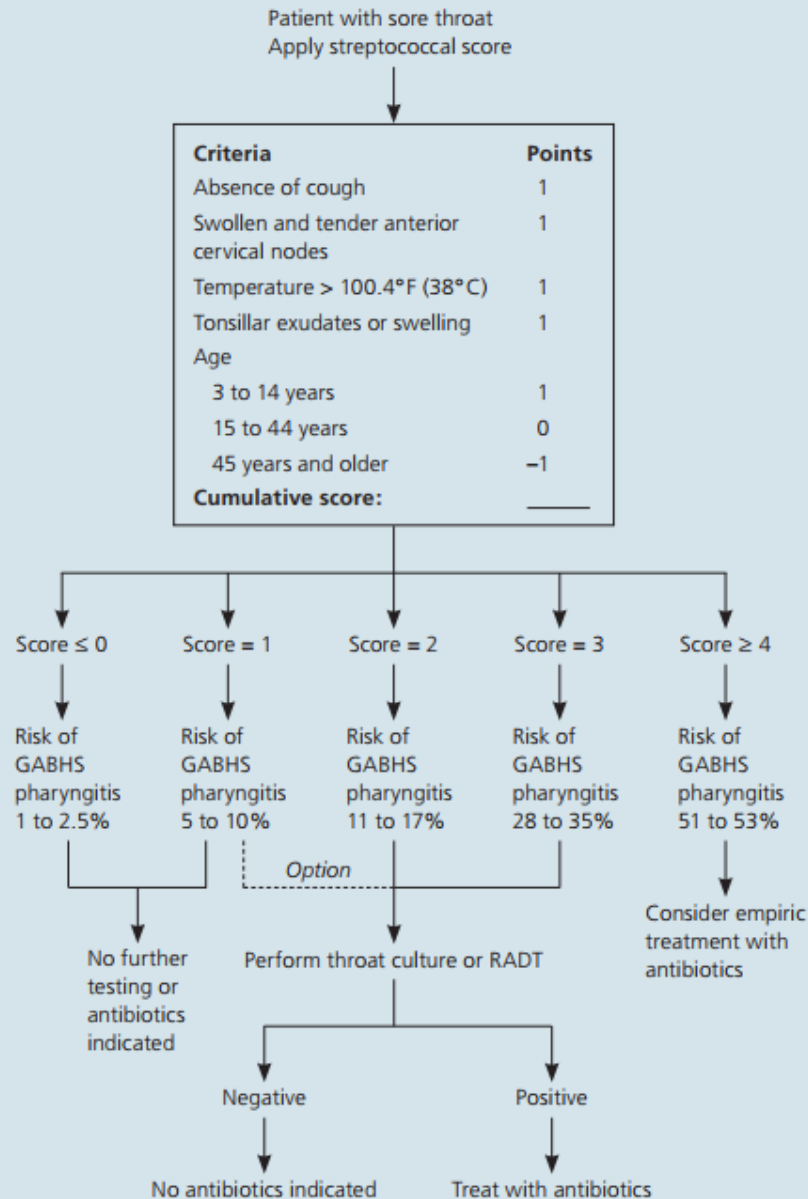 Patient with sore throat
Apply streptococcal score
Criteria Points
Absence of cough 1
Swollen and tender anterior 1
cervical nodes
Temperature > 100.4°F (38°C) 1
Tonsillar exudates or swelling 1
Age
3 to 14 years 1
15 to 44 years 0
45 years and older –1
Cumulative score: ______
Score ≤ 0 Score = 1 Score = 2 Score = 3 Score ≥ 4
Risk of Risk of Risk of Risk of Risk of
GABHS GABHS GABHS GABHS GABHS
pharyngitis pharyngitis pharyngitis pharyngitis pharyngitis
1 to 2.5% 5 to 10% 11 to 17% 28 to 35% 51 to 53%
Option
Consider empiric
treatment with
antibiotics
No further
testing or
antibiotics
indicated
Perform throat culture or RADT
Negative Positive
No antibiotics indicated Treat with antibiotics